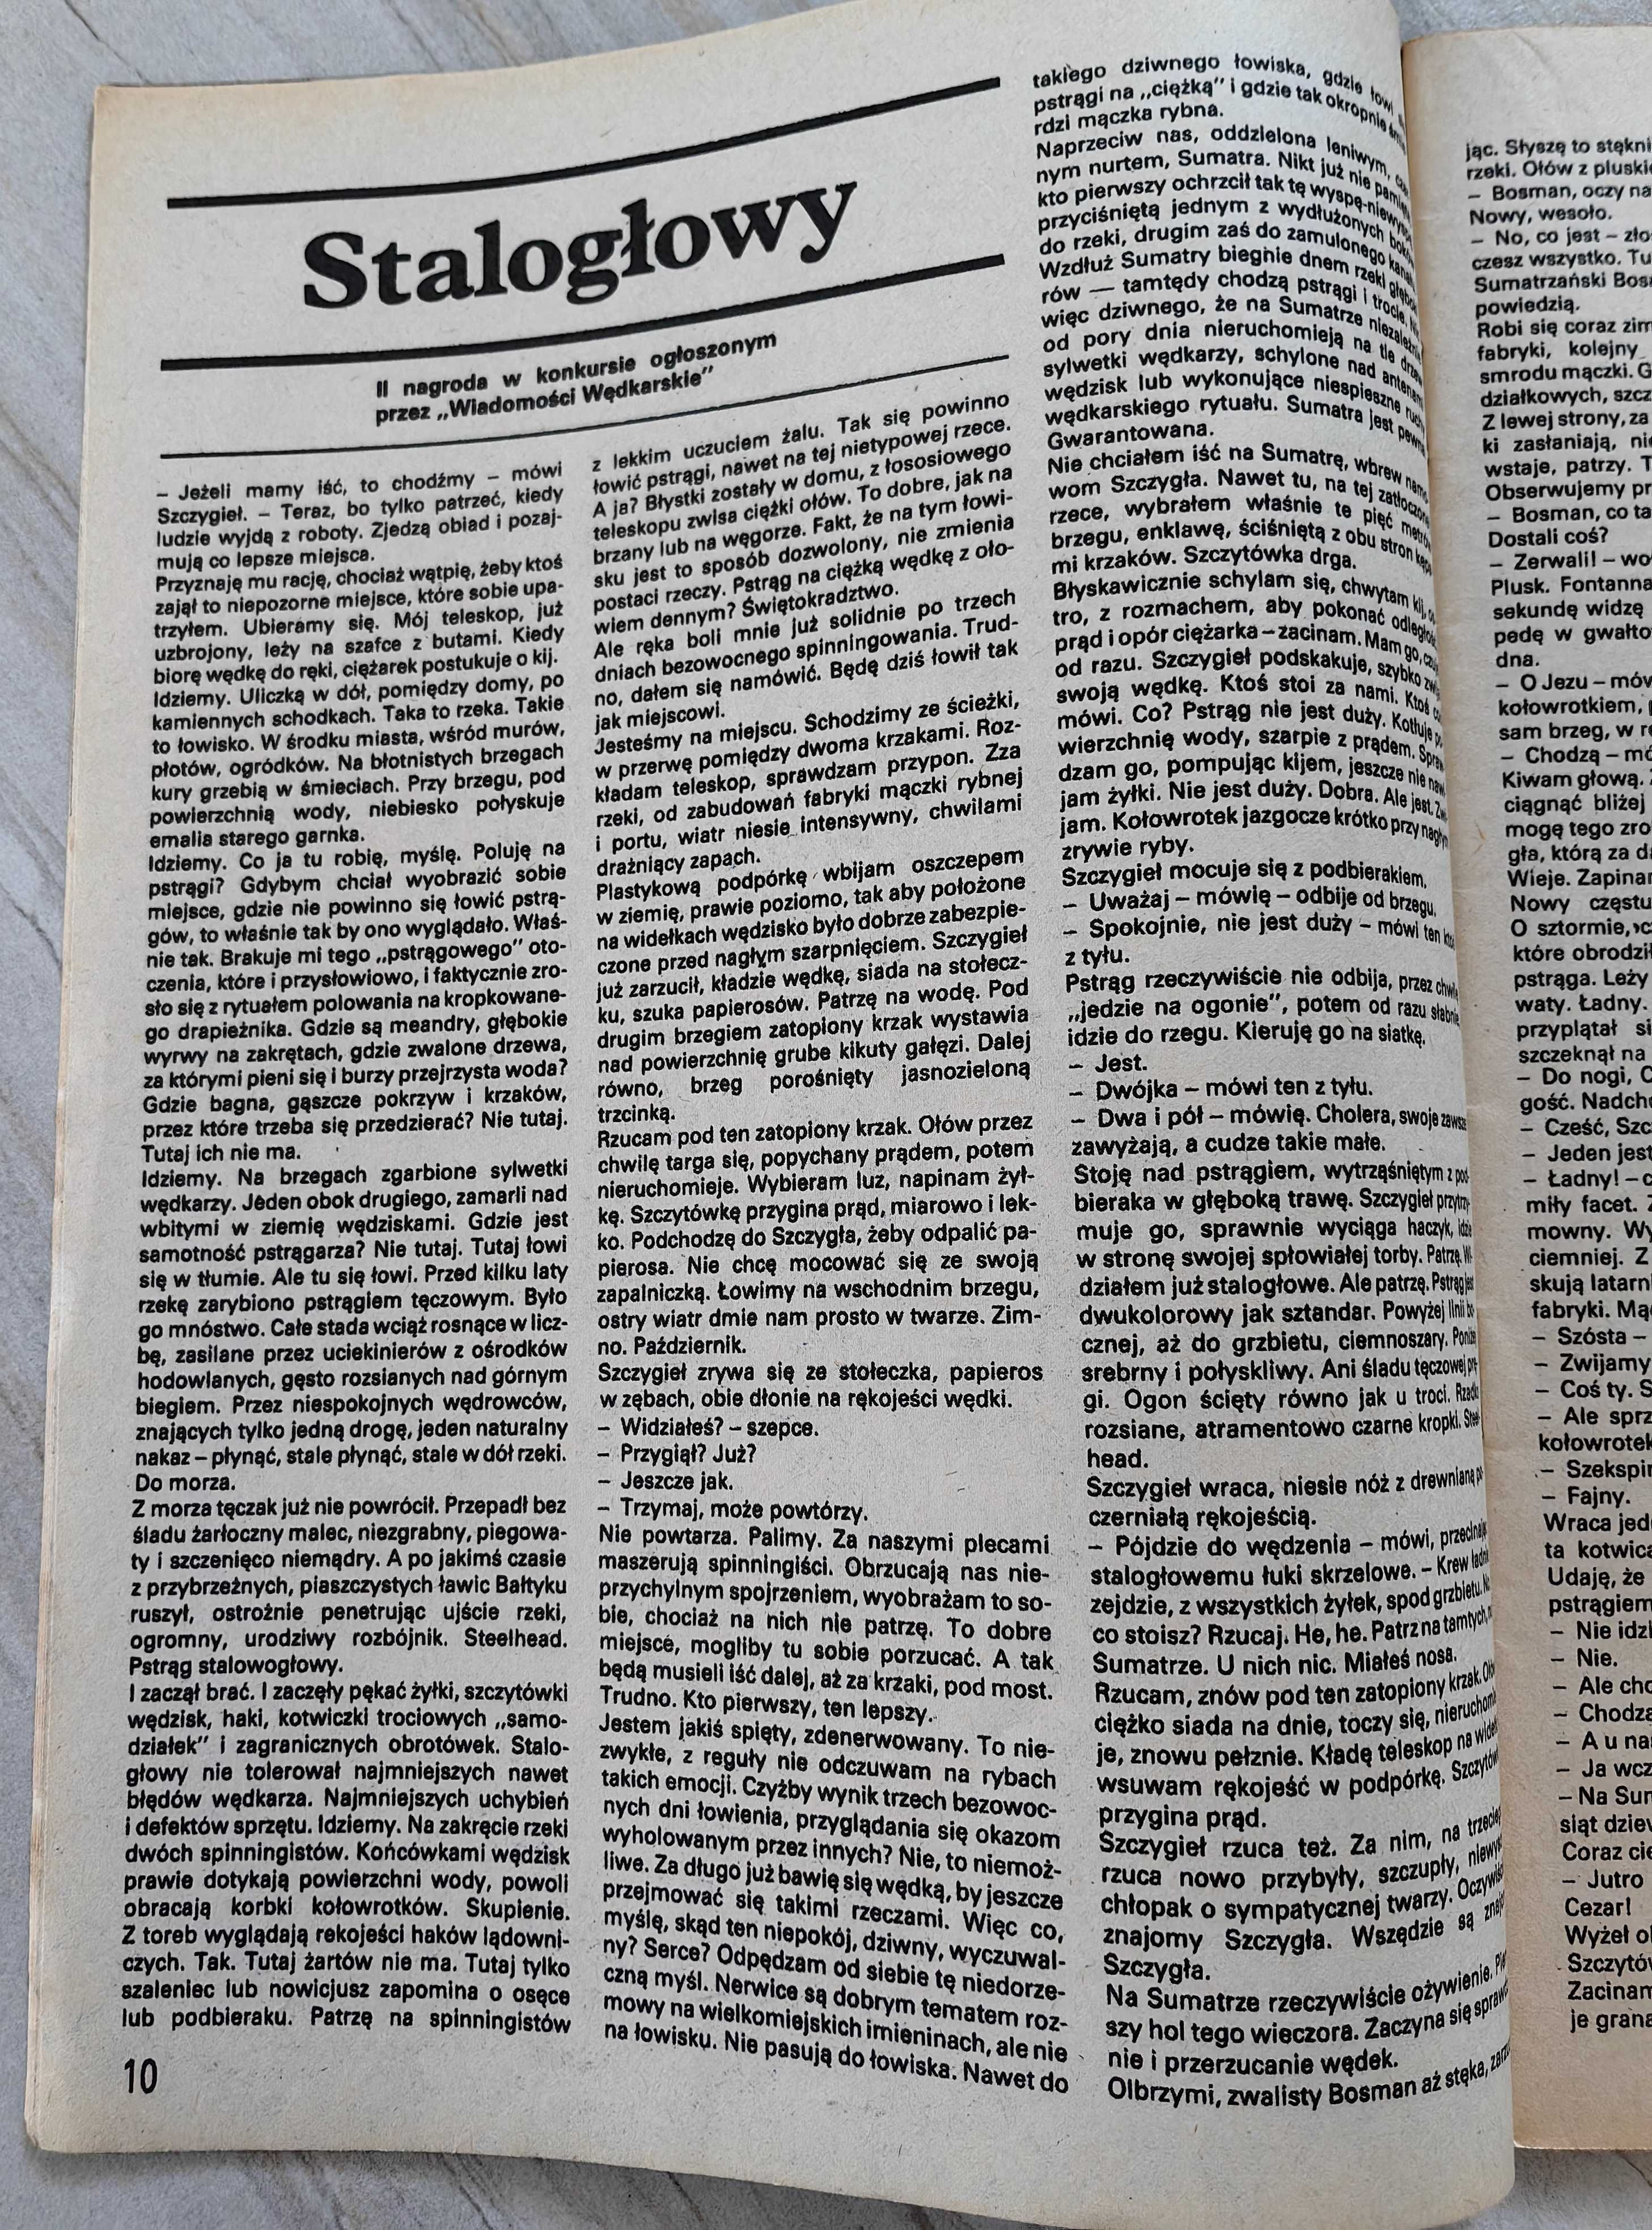 Stalogłowy
II nagroda w konkursie ogłoszonym
przez „Wiadomości Wędkarskie”
– Jeżeli mamy iść, to chodźmy – mówi
Szczygieł. – Teraz, bo tylko patrzeć, kiedy
ludzie wyjdą z roboty. Zjedzą obiad i pozaj-
mują co lepsze miejsca.
Przyznaję mu rację, chociaż wątpię, żeby ktoś
zajął to niepozorne miejsce, które sobie upa-
trzyłem. Ubieramy się. Mój teleskop, już
uzbrojony, leży na szafce z butami. Kiedy
biorę wędkę do ręki, ciężarek postukuje o kij.
Idziemy. Uliczką w dół, pomiędzy domy, po
kamiennych schodkach. Taka to rzeka. Takie
to łowisko. W środku miasta, wśród murów,
płotów, ogródków. Na błotnistych brzegach
kury grzebią w śmieciach. Przy brzegu, pod
powierzchnią wody, niebiesko połyskuje
emalia starego garnka.
Idziemy. Co ja tu robię, myślę. Poluję na
pstrągi? Gdybym chciał wyobrazić sobie
miejsce, gdzie nie powinno się łowić pstrą-
gów, to właśnie tak by ono wyglądało. Właś-
nie tak. Brakuje mi tego „pstrągowego” oto-
czenia, które i przysłowiowo, i faktycznie zro-
sło się z rytuałem polowania na kropkowane-
go drapieżnika. Gdzie są meandry, głębokie
wyrwy na zakrętach, gdzie zwalone drzewa,
za którymi pieni się i burzy przejrzysta woda?
Gdzie bagna, gąszcze pokrzyw i krzaków,
przez które trzeba się przedzierać? Nie tutaj.
Tutaj ich nie ma.
Idziemy. Na brzegach zgarbione sylwetki
wędkarzy. Jeden obok drugiego, zamarli nad
wbitymi w ziemię wędziskami. Gdzie jest
samotność pstrągarza? Nie tutaj. Tutaj łowi
się w tłumie. Ale tu się łowi. Przed kilku laty
rzekę zarybiono pstrągiem tęczowym. Było
go mnóstwo. Całe stada wciąż rosnące w licz-
bę, zasilane przez uciekinierów z ośrodków
hodowlanych, gęsto rozsianych nad górnym
biegiem. Przez niespokojnych wędrowców,
znających tylko jedną drogę, jeden naturalny
nakaz – płynąć, stale płynąć, stale w dół rzeki.
Do morza.
Z morza tęczak już nie powrócił. Przepadł bez
śladu żarłoczny malec, niezgrabny, piegowa-
ty i szczenięco niemądry. A po jakimś czasie
z przybrzeżnych, piaszczystych ławic Bałtyku
ruszył, ostrożnie penetrując ujście rzeki,
ogromny, urodziwy rozbójnik. Steelhead.
Pstrąg stalowogłowy.
I zaczął brać. I zaczęły pękać żyłki, szczytówki
wędzisk, haki, kotwiczki trociowych „samo-
działek” i zagranicznych obrotówek. Stalo-
głowy nie tolerował najmniejszych nawet
błędów wędkarza. Najmniejszych uchybień
i defektów sprzętu. Idziemy. Na zakręcie rzeki
dwóch spinningistów. Końcówkami wędzisk
prawie dotykają powierzchni wody, powoli
obracają korbki kołowrotków. Skupienie.
Z toreb wyglądają rekojeści haków lądowni-
czych. Tak. Tutaj żartów nie ma. Tutaj tylko
szaleniec lub nowicjusz zapomina o osęce
lub podbieraku. Patrzę na spinningistów
10
z lekkim uczuciem żalu. Tak się powinno
łowić pstrągi, nawet na tej nietypowej rzece.
A ja? Błystki zostały w domu, z łososiowego
teleskopu zwisa ciężki ołów. To dobre, jak na
brzany lub na węgorze. Fakt, że na tym łowi-
sku jest to sposób dozwolony, nie zmienia
postaci rzeczy. Pstrąg na ciężką wędkę z oło-
wiem dennym? Świętokradztwo.
Ale ręka boli mnie już solidnie po trzech
dniach bezowocnego spinningowania. Trud-
no, dałem się namówić. Będę dziś łowił tak
jak miejscowi.
Jesteśmy na miejscu. Schodzimy ze ścieżki,
w przerwę pomiędzy dwoma krzakami. Roz-
kładam teleskop, sprawdzam przypon. Zza
rzeki, od zabudowań fabryki mączki rybnej
i portu, wiatr niesie intensywny, chwilami
drażniący zapach.
Plastykową podpórkę wbijam oszczepem
w ziemię, prawie poziomo, tak aby położone
na widełkach wędzisko było dobrze zabezpie-
czone przed nagłym szarpnięciem. Szczygieł
już zarzucił, kładzie wędkę, siada na stołecz-
ku, szuka papierosów. Patrzę na wodę. Pod
drugim brzegiem zatopiony krzak wystawia
nad powierzchnię grube kikuty gałęzi. Dalej
równo, brzeg porośnięty jasnozieloną
trzcinką.
Rzucam pod ten zatopiony krzak. Ołów przez
chwilę targa się, popychany prądem, potem
nieruchomieje. Wybieram luz, napinam żył-
kę. Szczytówkę przygina prąd, miarowo i lek-
ko. Podchodzę do Szczygła, żeby odpalić pa-
pierosa. Nie chcę mocować się ze swoją
zapalniczką. Łowimy na wschodnim brzegu,
ostry wiatr dmie nam prosto w twarze. Zim-
no. Październik.
Szczygieł zrywa się ze stołeczka, papieros
w zębach, obie dłonie na rękojeści wędki.
– Widziałeś? – szepce.
– Przygiął? Już?
– Jeszcze jak.
– Trzymaj, może powtórzy.
Nie powtarza. Palimy. Za naszymi plecami
maszerują spinningiści. Obrzucają nas nie-
przychylnym spojrzeniem, wyobrażam to so-
bie, chociaż na nich nie patrzę. To dobre
miejsce, mogliby tu sobie porzucać. A tak
będą musieli iść dalej, aż za krzaki, pod most.
Trudno. Kto pierwszy, ten lepszy.
Jestem jakiś spięty, zdenerwowany. To nie-
zwykłe, z reguły nie odczuwam na rybach
takich emocji. Czyżby wynik trzech bezowoc-
nych dni łowienia, przyglądania się okazom
wyholowanym przez innych? Nie, to niemoż-
liwe. Za długo już bawię się wędką, by jeszcze
przejmować się takimi rzeczami. Więc co,
myślę, skąd ten niepokój, dziwny, wyczuwal-
ny? Serce? Odpędzam od siebie tę niedorze-
czną myśl. Nerwice są dobrym tematem roz-
mowy na wielkomiejskich imieninach, ale nie
na łowisku. Nie pasują do łowiska. Nawet do
takiego dziwnego łowiska, gdzie łowi
pstrągi na „ciężką” i gdzie tak okropnie
rdzi mączka rybna.
Naprzeciw nas, oddzielona leniwym,
nym nurtem, Sumatra. Nikt już nie
kto pierwszy ochrzcił tak tę
przyciśniętą jednym z wydłużonych boków
do rzeki, drugim zaś do zamulonego
Wzdłuż Sumatry biegnie dnem rzeki
rów — tamtędy chodzą pstrągi i trocie.
więc dziwnego, że na Sumatrze
od pory dnia nieruchomieją na tle
sylwetki wędkarzy, schylone nad antenami
wędzisk lub wykonujące niespieszne ruchy
wędkarskiego rytuału. Sumatra jest pewna.
Gwarantowana.
Nie chciałem iść na Sumatrę, wbrew
wom Szczygła. Nawet tu, na tej
rzece, wybrałem właśnie te pięć metrów
brzegu, enklawę, ściśniętą z obu stron
mi krzaków. Szczytówka drga.
Błyskawicznie schylam się, chwytam kij,
tro, z rozmachem, aby pokonać
prąd i opór ciężarka – zacinam. Mam go,
od razu. Szczygieł podskakuje, szybko
swoją wędkę. Ktoś stoi za nami. Ktoś
mówi. Co? Pstrąg nie jest duży. Kotłuje
wierzchnię wody, szarpie z prądem.
dzam go, pompując kijem, jeszcze nie
jam żyłki. Nie jest duży. Dobra. Ale jest.
jam. Kołowrotek jazgocze krótko przy nagłym
zrywie ryby.
Szczygieł mocuje się z podbierakiem.
– Uważaj – mówię – odbije od brzegu.
– Spokojnie, nie jest duży – mówi ten ktoś
z tyłu.
Pstrąg rzeczywiście nie odbija, przez chwilę
„jedzie na ogonie”, potem od razu słabnie,
idzie do rzegu. Kieruję go na siatkę.
– Jest.
– Dwójka – mówi ten z tyłu.
– Dwa i pół – mówię. Cholera, swoje zawsze
zawyżają, a cudze takie małe.
Stoję nad pstrągiem, wytrząśniętym z pod-
bieraka w głęboką trawę. Szczygieł przytrzy-
muje go, sprawnie wyciąga haczyk, idzie
w stronę swojej spłowiałej torby. Patrzę. Wi-
działem już stalogłowe. Ale patrzę. Pstrąg jest
dwukolorowy jak sztandar. Powyżej linii bo-
cznej, aż do grzbietu, ciemnoszary. Poniżej
srebrny i połyskliwy. Ani śladu tęczowej prę-
gi. Ogon ścięty równo jak u troci. Rzadko
rozsiane, atramentowo czarne kropki. Steel-
head.
Szczygieł wraca, niesie nóż z drewnianą po-
czerniałą rękojeścią.
– Pójdzie do wędzenia – mówi, przecinając
stalogłowemu łuki skrzelowe. – Krew ładnie
zejdzie, z wszystkich żyłek, spod grzbietu. No
co stoisz? Rzucaj. He, he. Patrz na tamtych,
Sumatrze. U nich nic. Miałeś nosa.
Rzucam, znów pod ten zatopiony krzak.
ciężko siada na dnie, toczy się,
je, znowu pełznie. Kładę teleskop na
wsuwam rękojeść w podpórkę.
przygina prąd.
Szczygieł rzuca też. Za nim, na
rzuca nowo przybyły, szczupły,
chłopak o sympatycznej twarzy.
znajomy Szczygła. Wszędzie są
Szczygła.
Na Sumatrze rzeczywiście ożywienie.
szy hol tego wieczora. Zaczyna się
nie i przerzucanie wędek.
Olbrzymi, zwalisty Bosman aż stęka,
jąc. Słyszę to
rzeki. Ołów z
– Bosman, oczy
Nowy, wesoło.
– No, co jest –
czesz wszystko. Tu
Sumatrzański
powiedzią.
Robi się coraz
fabryki, kolejny
smrodu mączki.
działkowych,
Z lewej strony, za
ki zasłaniają,
wstaje, patrzy.
Obserwujemy
– Bosman, co
Dostali coś?
– Zerwali! –
Plusk. Fontanna
sekundę widzę
pedę w
dna.
– O Jezu –
kołowrotkiem,
sam brzeg, w
– Chodzą –
Kiwam głową.
ciągnąć bliżej
mogę tego
gła, którą za
Wieje.
Nowy
O sztormie,
które
pstrąga. Leży
waty. Ładny.
przyplątał
szczeknął na
– Do nogi,
gość.
– Cześć,
– Jeden jest
– Ładny! –
miły facet.
mowny.
ciemniej. Z
skują
fabryki.
– Szósta –
– Zwijamy
– Coś ty.
– Ale
kołowrotek
–
– Fajny.
Wraca
ta kotwica
Udaję, że
pstrągiem
– Nie
– Nie.
– Ale
–
– A u
– Ja
– Na
siąt
Coraz
– Jutro
Cezar!
Wyżeł
Zacinam
je